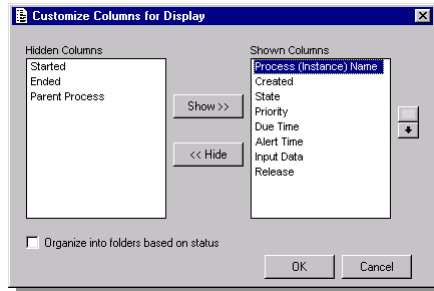 Customize Columns for Display
Hidden Columns
Started
Ended
Parent Process
Show >>
<< Hide
Shown Columns
Process (Instance) Name
Created
State
Priority
Due Time
Alert Time
Input Data
Release
Organize into folders based on status
OK
Cancel